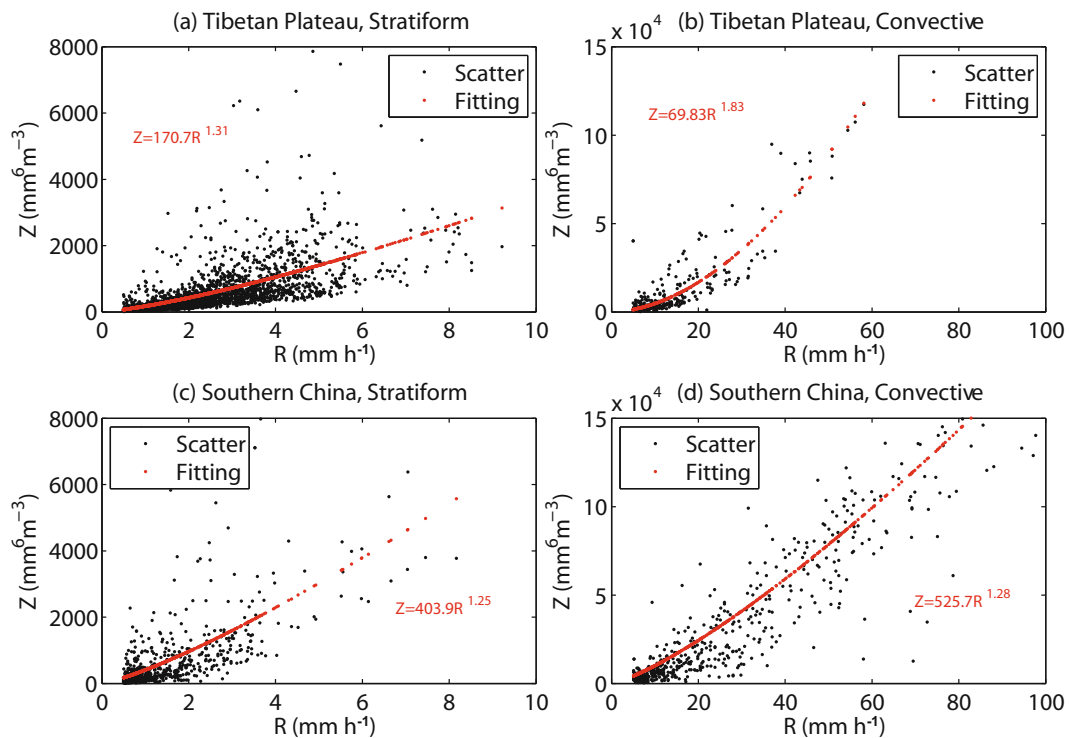 (a) Tibetan Plateau, Stratiform
8000
6000
4000
2000
0
Z (mm⁶m⁻³)
Scatter
Fitting
Z=170.7R 1.31
0 2 4 6 8 10
R (mm h⁻¹)
(b) Tibetan Plateau, Convective
x 10⁴
15
10
5
0
Z (mm⁶m⁻³)
Scatter
Fitting
Z=69.83R 1.83
0 20 40 60 80 100
R (mm h⁻¹)
(c) Southern China, Stratiform
8000
6000
4000
2000
0
Z (mm⁶m⁻³)
Scatter
Fitting
Z=403.9R 1.25
0 2 4 6 8 10
R (mm h⁻¹)
(d) Southern China, Convective
x 10⁴
15
10
5
0
Z (mm⁶m⁻³)
Scatter
Fitting
Z=525.7R 1.28
0 20 40 60 80 100
R (mm h⁻¹)